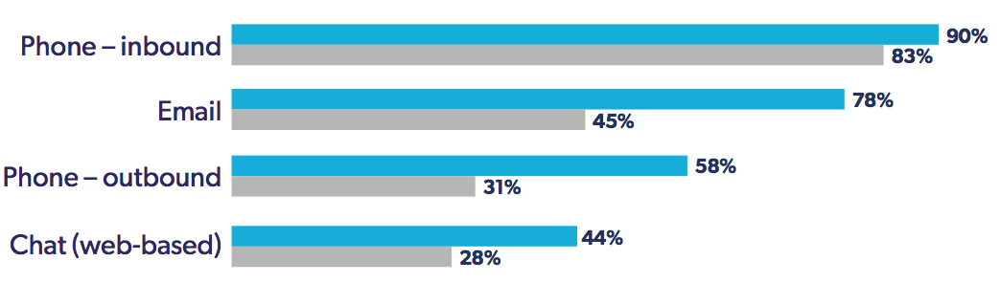 Phone – inbound
90%
83%
Email
78%
45%
Phone – outbound
58%
31%
Chat (web-based)
44%
28%